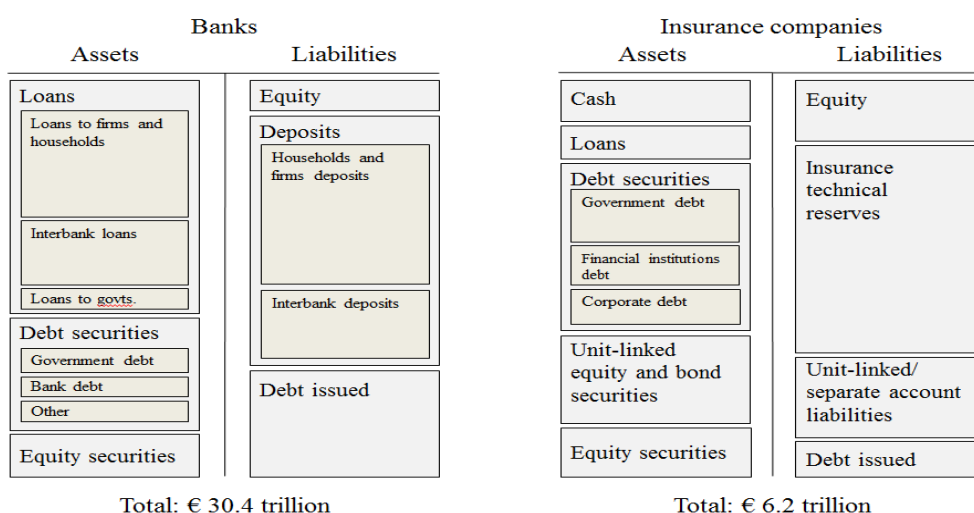 Banks
Assets
Liabilities
Loans
Loans to firms and
households
Interbank loans
Loans to govts.
Debt securities
Government debt
Bank debt
Other
Equity securities
Equity
Deposits
Households and
firms deposits
Interbank deposits
Debt issued
Total: € 30.4 trillion
Insurance companies
Assets
Liabilities
Cash
Loans
Debt securities
Government debt
Financial institutions
debt
Corporate debt
Unit-linked
equity and bond
securities
Equity securities
Equity
Insurance
technical
reserves
Unit-linked/
separate account
liabilities
Debt issued
Total: € 6.2 trillion